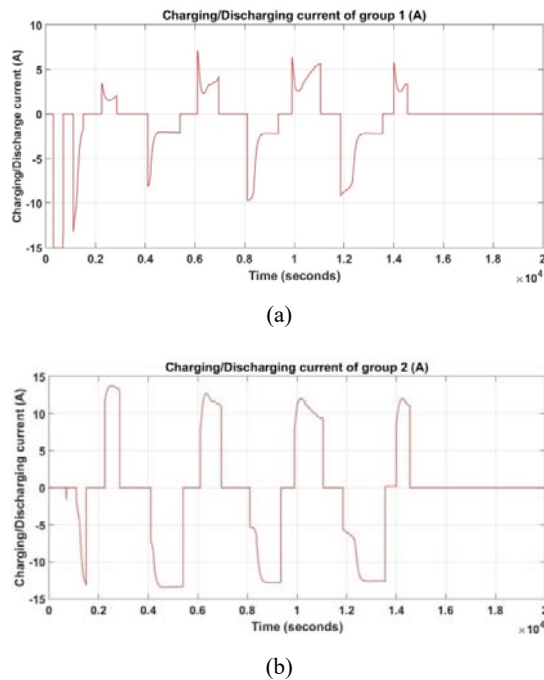 Charging/Discharging current of group 1 (A)
Charging/Discharge current (A)
15
10
5
0
-5
-10
-15
0 0.2 0.4 0.6 0.8 1 1.2 1.4 1.6 1.8 2
Time (seconds)
×10⁴
(a)
Charging/Discharging current of group 2 (A)
Charging/Discharging current (A)
15
10
5
0
-5
-10
-15
0 0.2 0.4 0.6 0.8 1 1.2 1.4 1.6 1.8 2
Time (seconds)
×10⁴
(b)